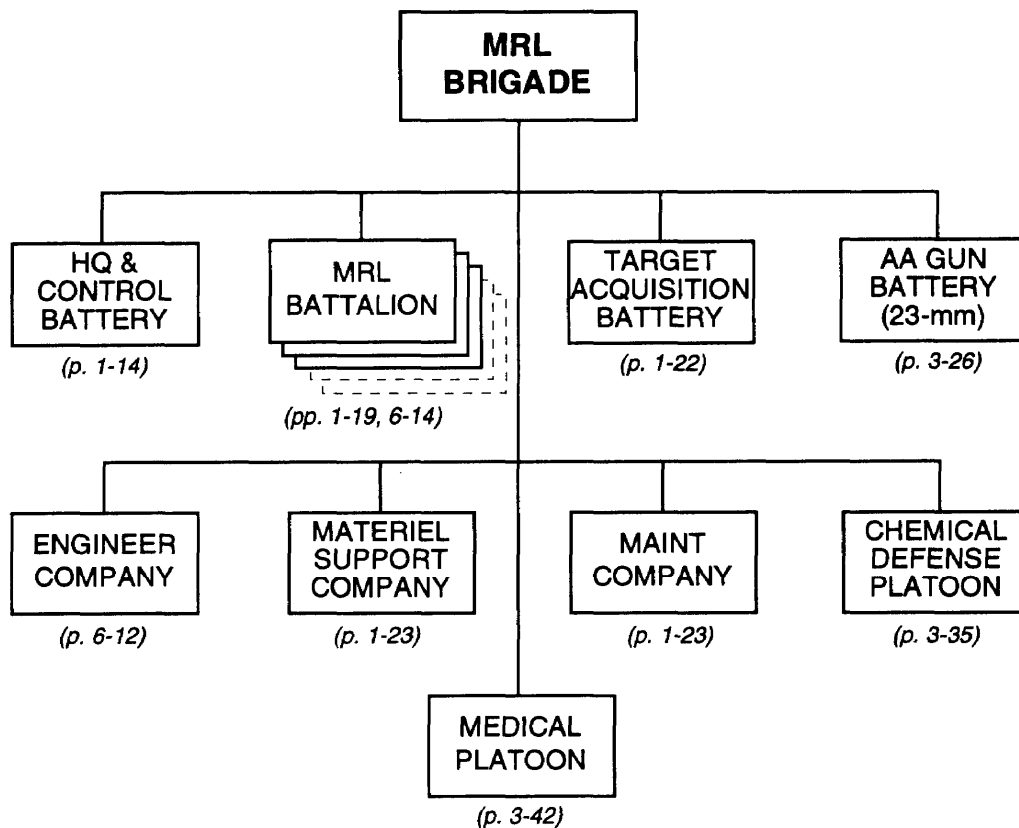 MRL
BRIGADE
HQ &
CONTROL
BATTERY
(p. 1-14)
MRL
BATTALION
(pp. 1-19, 6-14)
TARGET
ACQUISITION
BATTERY
(p. 1-22)
AA GUN
BATTERY
(23-mm)
(p. 3-26)
ENGINEER
COMPANY
(p. 6-12)
MATERIEL
SUPPORT
COMPANY
(p. 1-23)
MAINT
COMPANY
(p. 1-23)
CHEMICAL
DEFENSE
PLATOON
(p. 3-35)
MEDICAL
PLATOON
(p. 3-42)